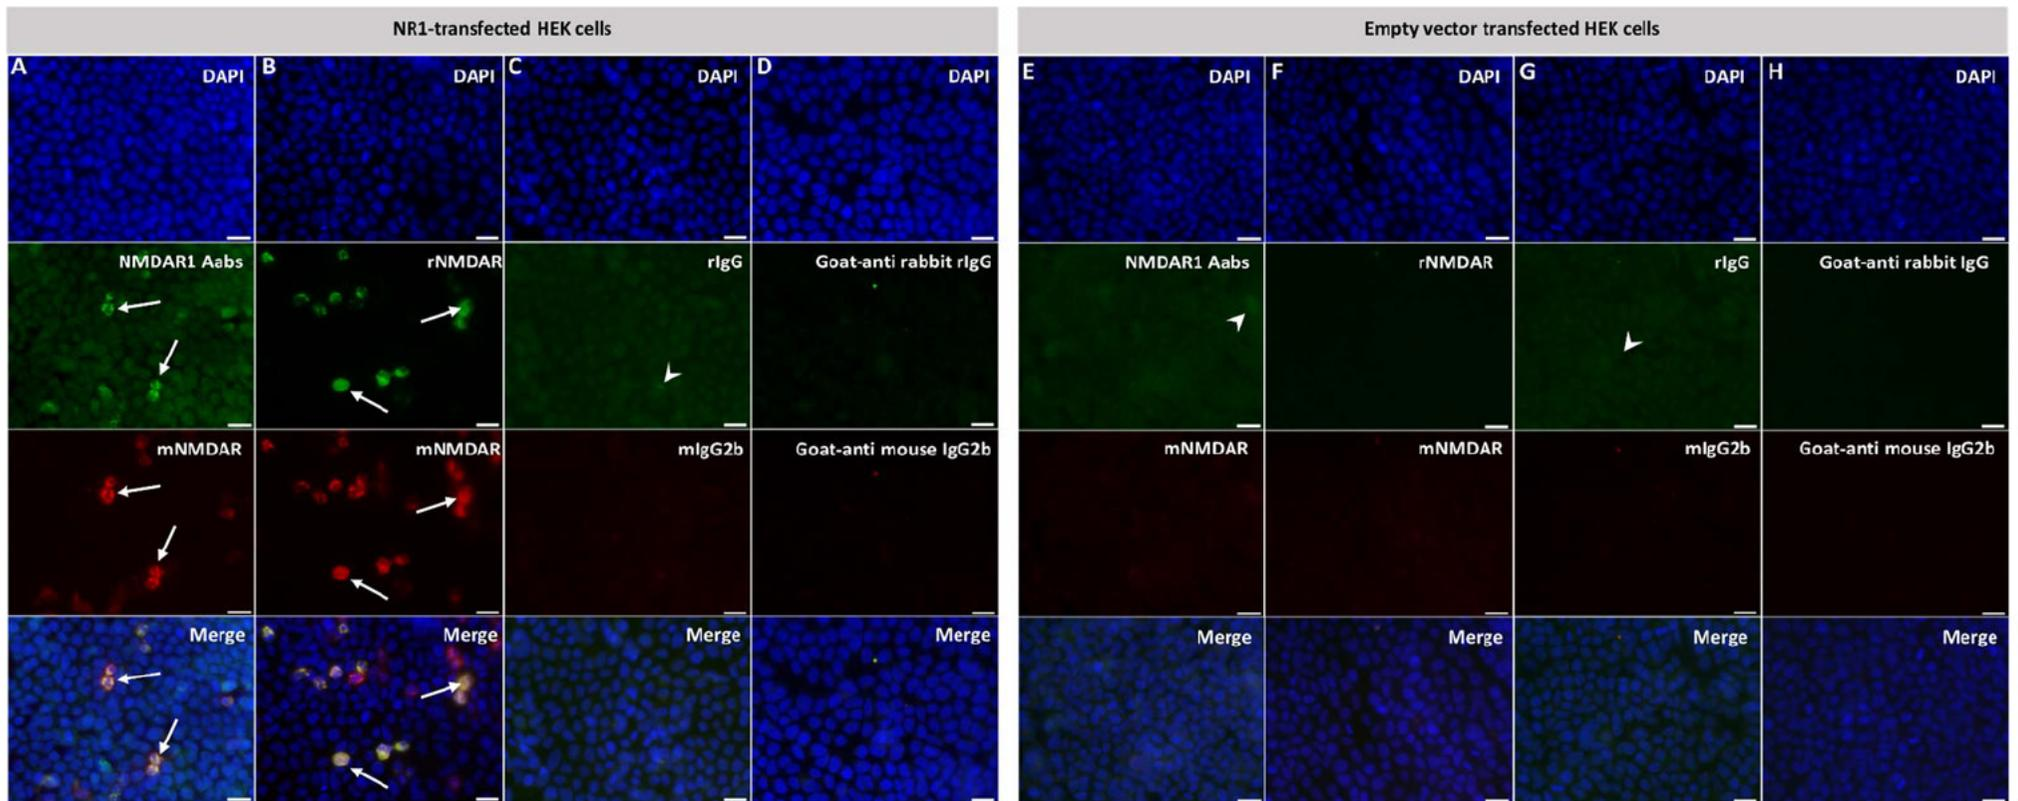 NR1-transfected HEK cells
Empty vector transfected HEK cells
A DAPI B DAPI C DAPI D DAPI E DAPI F DAPI G DAPI H DAPI
NMDAR1 Aabs rNMDAR rIgG Goat-anti rabbit rIgG NMDAR1 Aabs rNMDAR rIgG Goat-anti rabbit IgG
mNMDAR mNMDAR mIgG2b Goat-anti mouse IgG2b mNMDAR mNMDAR mIgG2b Goat-anti mouse IgG2b
Merge Merge Merge Merge Merge Merge Merge Merge